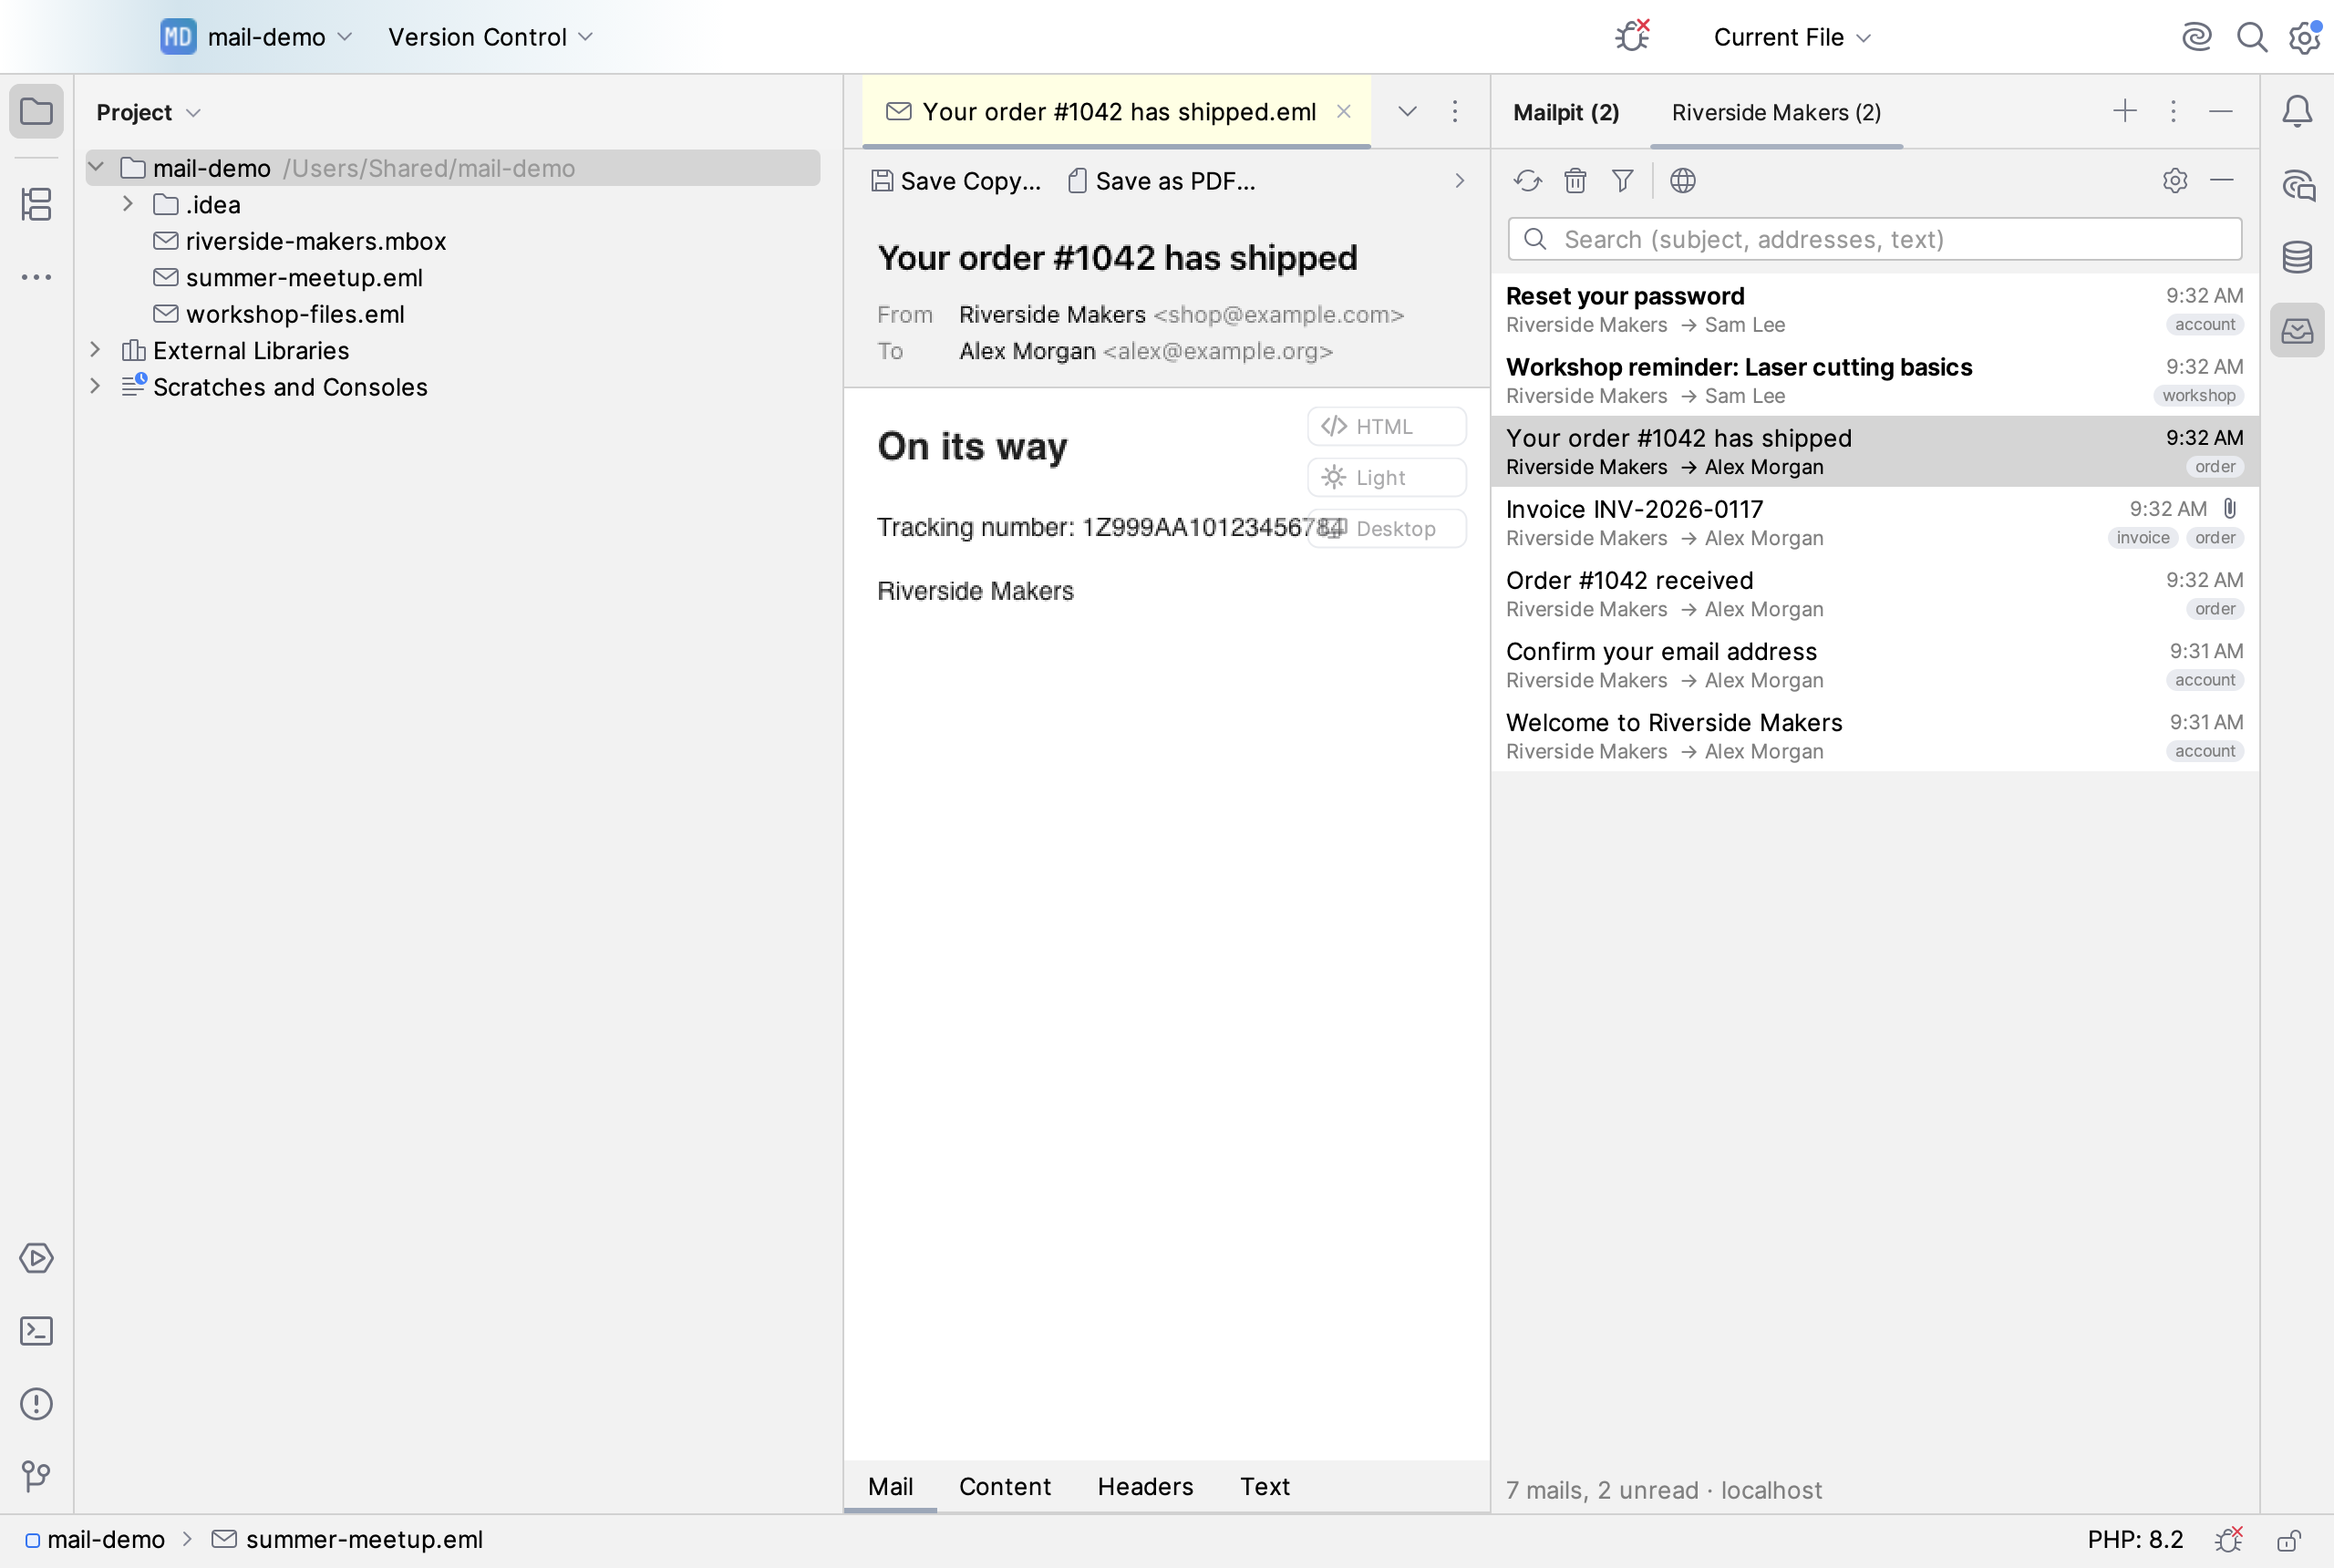 MD mail-demo Version Control Current File
Project
mail-demo /Users/Shared/mail-demo
.idea
riverside-makers.mbox
summer-meetup.eml
workshop-files.eml
External Libraries
Scratches and Consoles
Your order #1042 has shipped.eml
Save Copy... Save as PDF...
Your order #1042 has shipped
From Riverside Makers <shop@example.com>
To Alex Morgan <alex@example.org>
HTML
On its way
Light
Tracking number: 1Z999AA10123456784
Desktop
Riverside Makers
Mail Content Headers Text
Mailpit (2) Riverside Makers (2)
Search (subject, addresses, text)
Reset your password 9:32 AM
Riverside Makers → Sam Lee account
Workshop reminder: Laser cutting basics 9:32 AM
Riverside Makers → Sam Lee workshop
Your order #1042 has shipped 9:32 AM
Riverside Makers → Alex Morgan order
Invoice INV-2026-0117 9:32 AM
Riverside Makers → Alex Morgan invoice order
Order #1042 received 9:32 AM
Riverside Makers → Alex Morgan order
Confirm your email address 9:31 AM
Riverside Makers → Alex Morgan account
Welcome to Riverside Makers 9:31 AM
Riverside Makers → Alex Morgan account
7 mails, 2 unread · localhost
mail-demo summer-meetup.eml PHP: 8.2